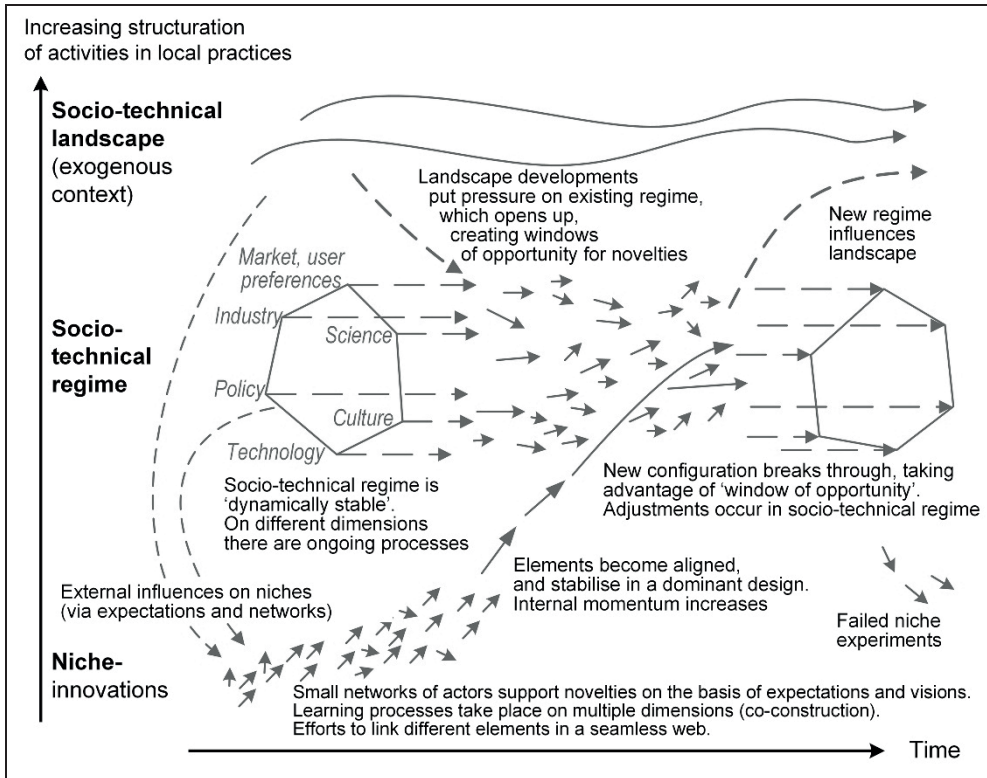 Increasing structuration
of activities in local practices
Socio-technical
landscape
(exogenous
context)
Landscape developments
put pressure on existing regime,
which opens up,
creating windows
of opportunity for novelties
New regime
influences
landscape
Market, user
preferences
Industry
Science
Socio-
technical
regime
Policy
Culture
Technology
Socio-technical regime is
‘dynamically stable’.
On different dimensions
there are ongoing processes
New configuration breaks through, taking
advantage of ‘window of opportunity’.
Adjustments occur in socio-technical regime
Elements become aligned,
and stabilise in a dominant design.
Internal momentum increases
External influences on niches
(via expectations and networks)
Failed niche
experiments
Niche-
innovations
Small networks of actors support novelties on the basis of expectations and visions.
Learning processes take place on multiple dimensions (co-construction).
Efforts to link different elements in a seamless web.
Time